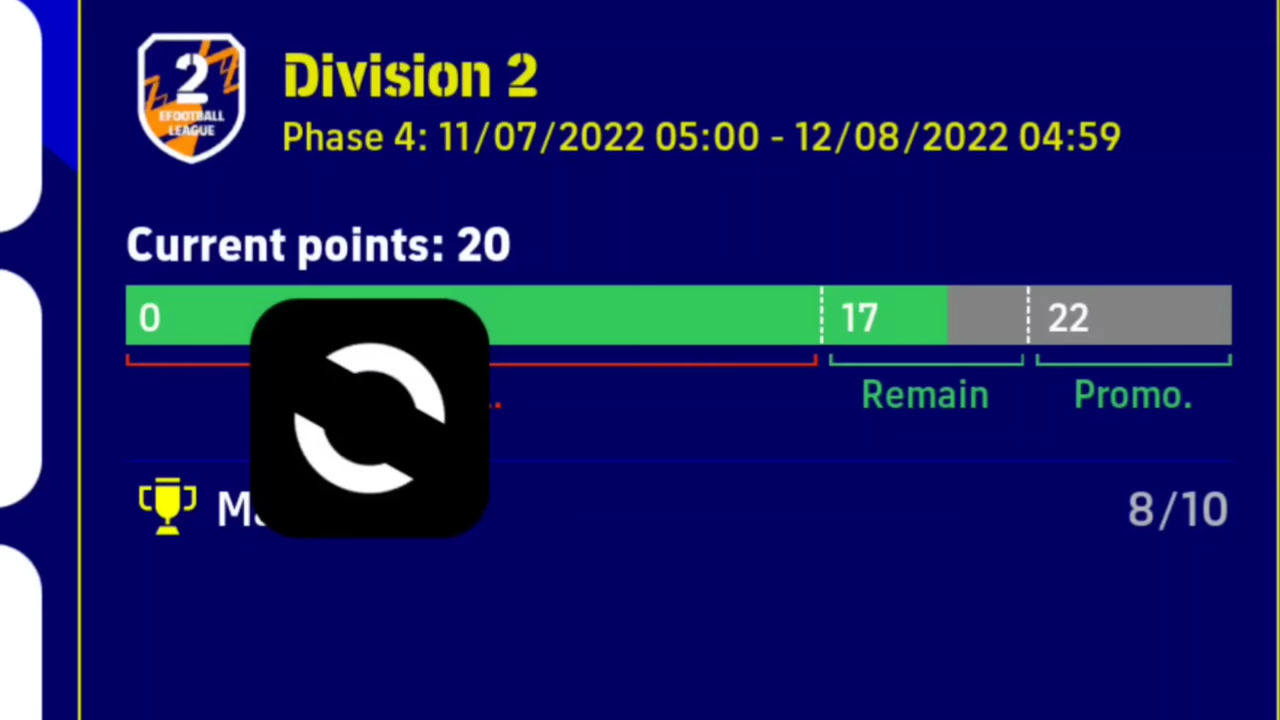 2
EFOOTBALL
LEAGUE
Division 2
Phase 4: 11/07/2022 05:00 - 12/08/2022 04:59
Current points: 20
0 17 22
Remain Promo.
8/10